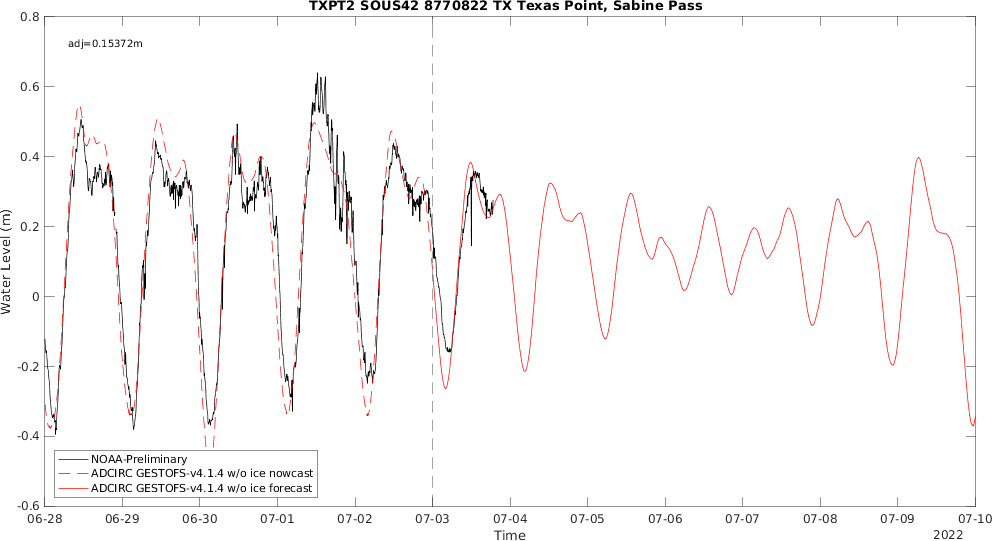 TXPT2 SOUS42 8770822 TX Texas Point, Sabine Pass
adj=0.15372m
0.8
0.6
0.4
0.2
0
-0.2
-0.4
-0.6
Water Level (m)
NOAA-Preliminary
ADCIRC GESTOFS-v4.1.4 w/o ice nowcast
ADCIRC GESTOFS-v4.1.4 w/o ice forecast
06-28 06-29 06-30 07-01 07-02 07-03 07-04 07-05 07-06 07-07 07-08 07-09 07-10
Time
2022